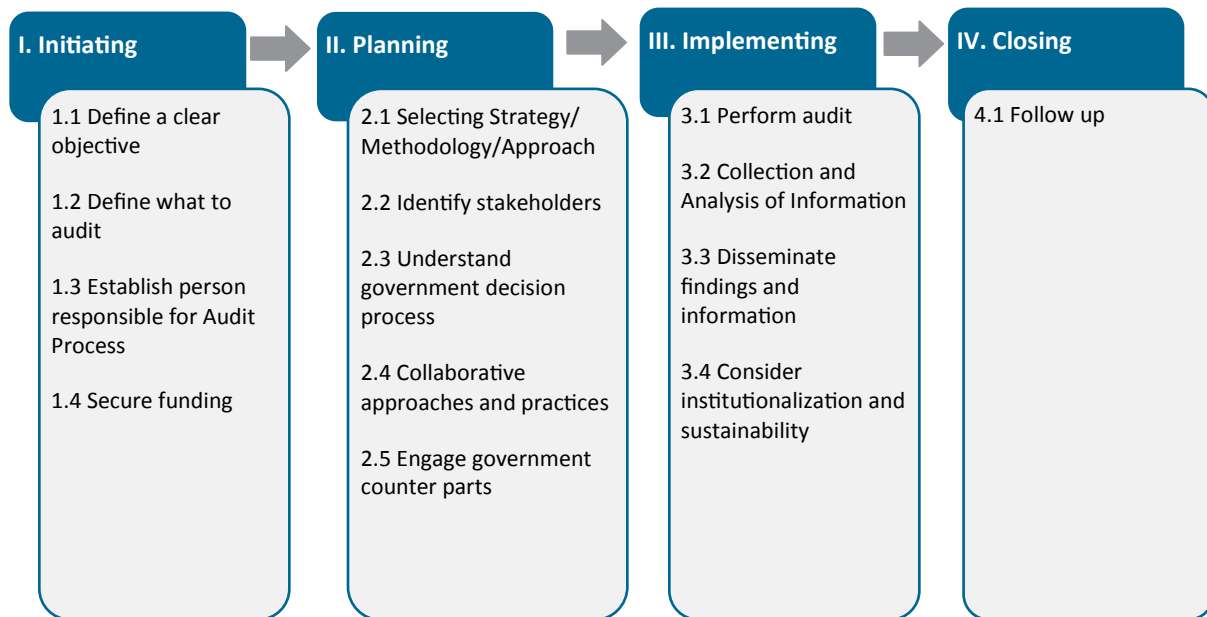 I. Initiating
1.1 Define a clear
objective
1.2 Define what to
audit
1.3 Establish person
responsible for Audit
Process
1.4 Secure funding
II. Planning
2.1 Selecting Strategy/
Methodology/Approach
2.2 Identify stakeholders
2.3 Understand
government decision
process
2.4 Collaborative
approaches and practices
2.5 Engage government
counter parts
III. Implementing
3.1 Perform audit
3.2 Collection and
Analysis of Information
3.3 Disseminate
findings and
information
3.4 Consider
institutionalization and
sustainability
IV. Closing
4.1 Follow up